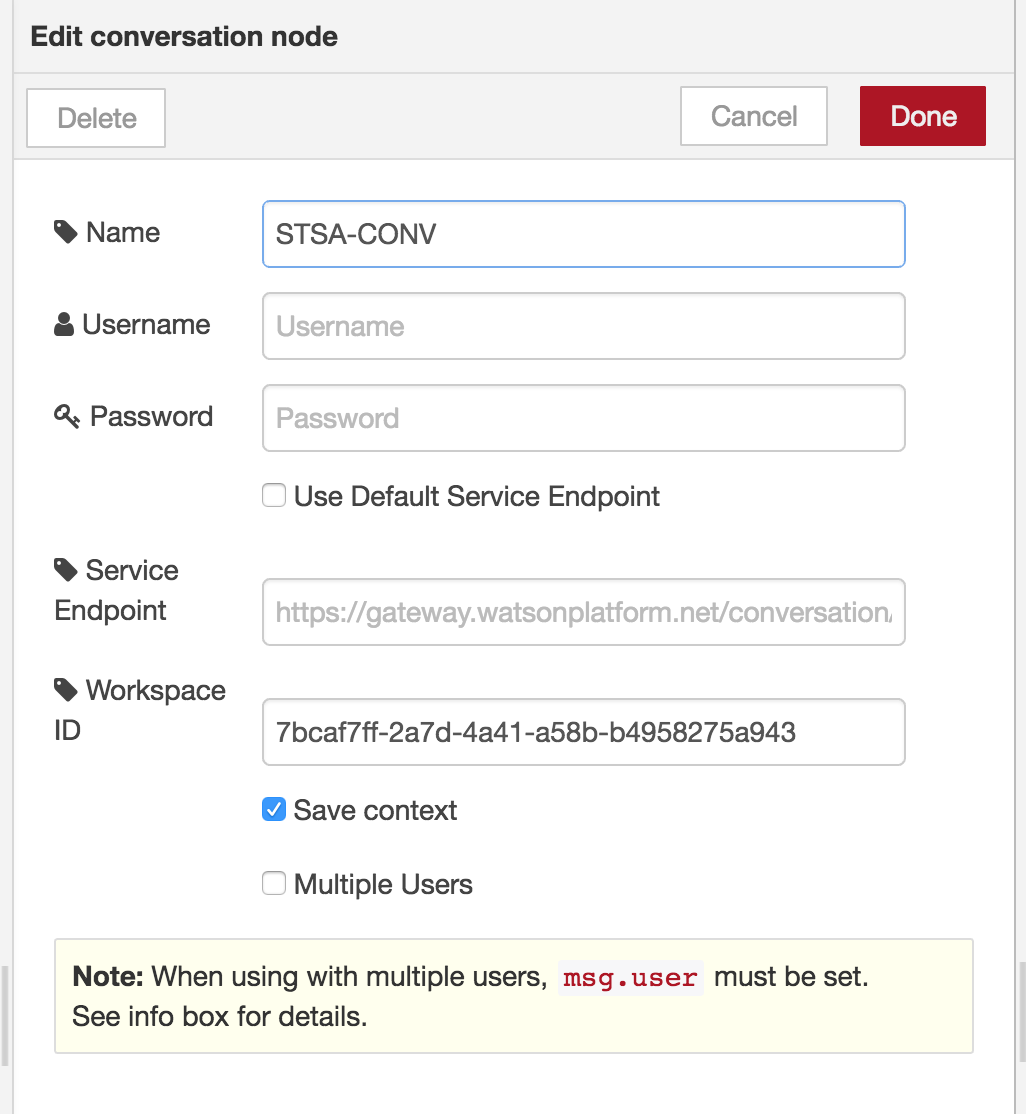 Edit conversation node
Delete
Cancel
Done
Name
STSA-CONV
Username
Username
Password
Password
Use Default Service Endpoint
Service
Endpoint
https://gateway.watsonplatform.net/conversation/
Workspace
ID
7bcaf7ff-2a7d-4a41-a58b-b4958275a943
Save context
Multiple Users
Note: When using with multiple users, msg.user must be set.
See info box for details.